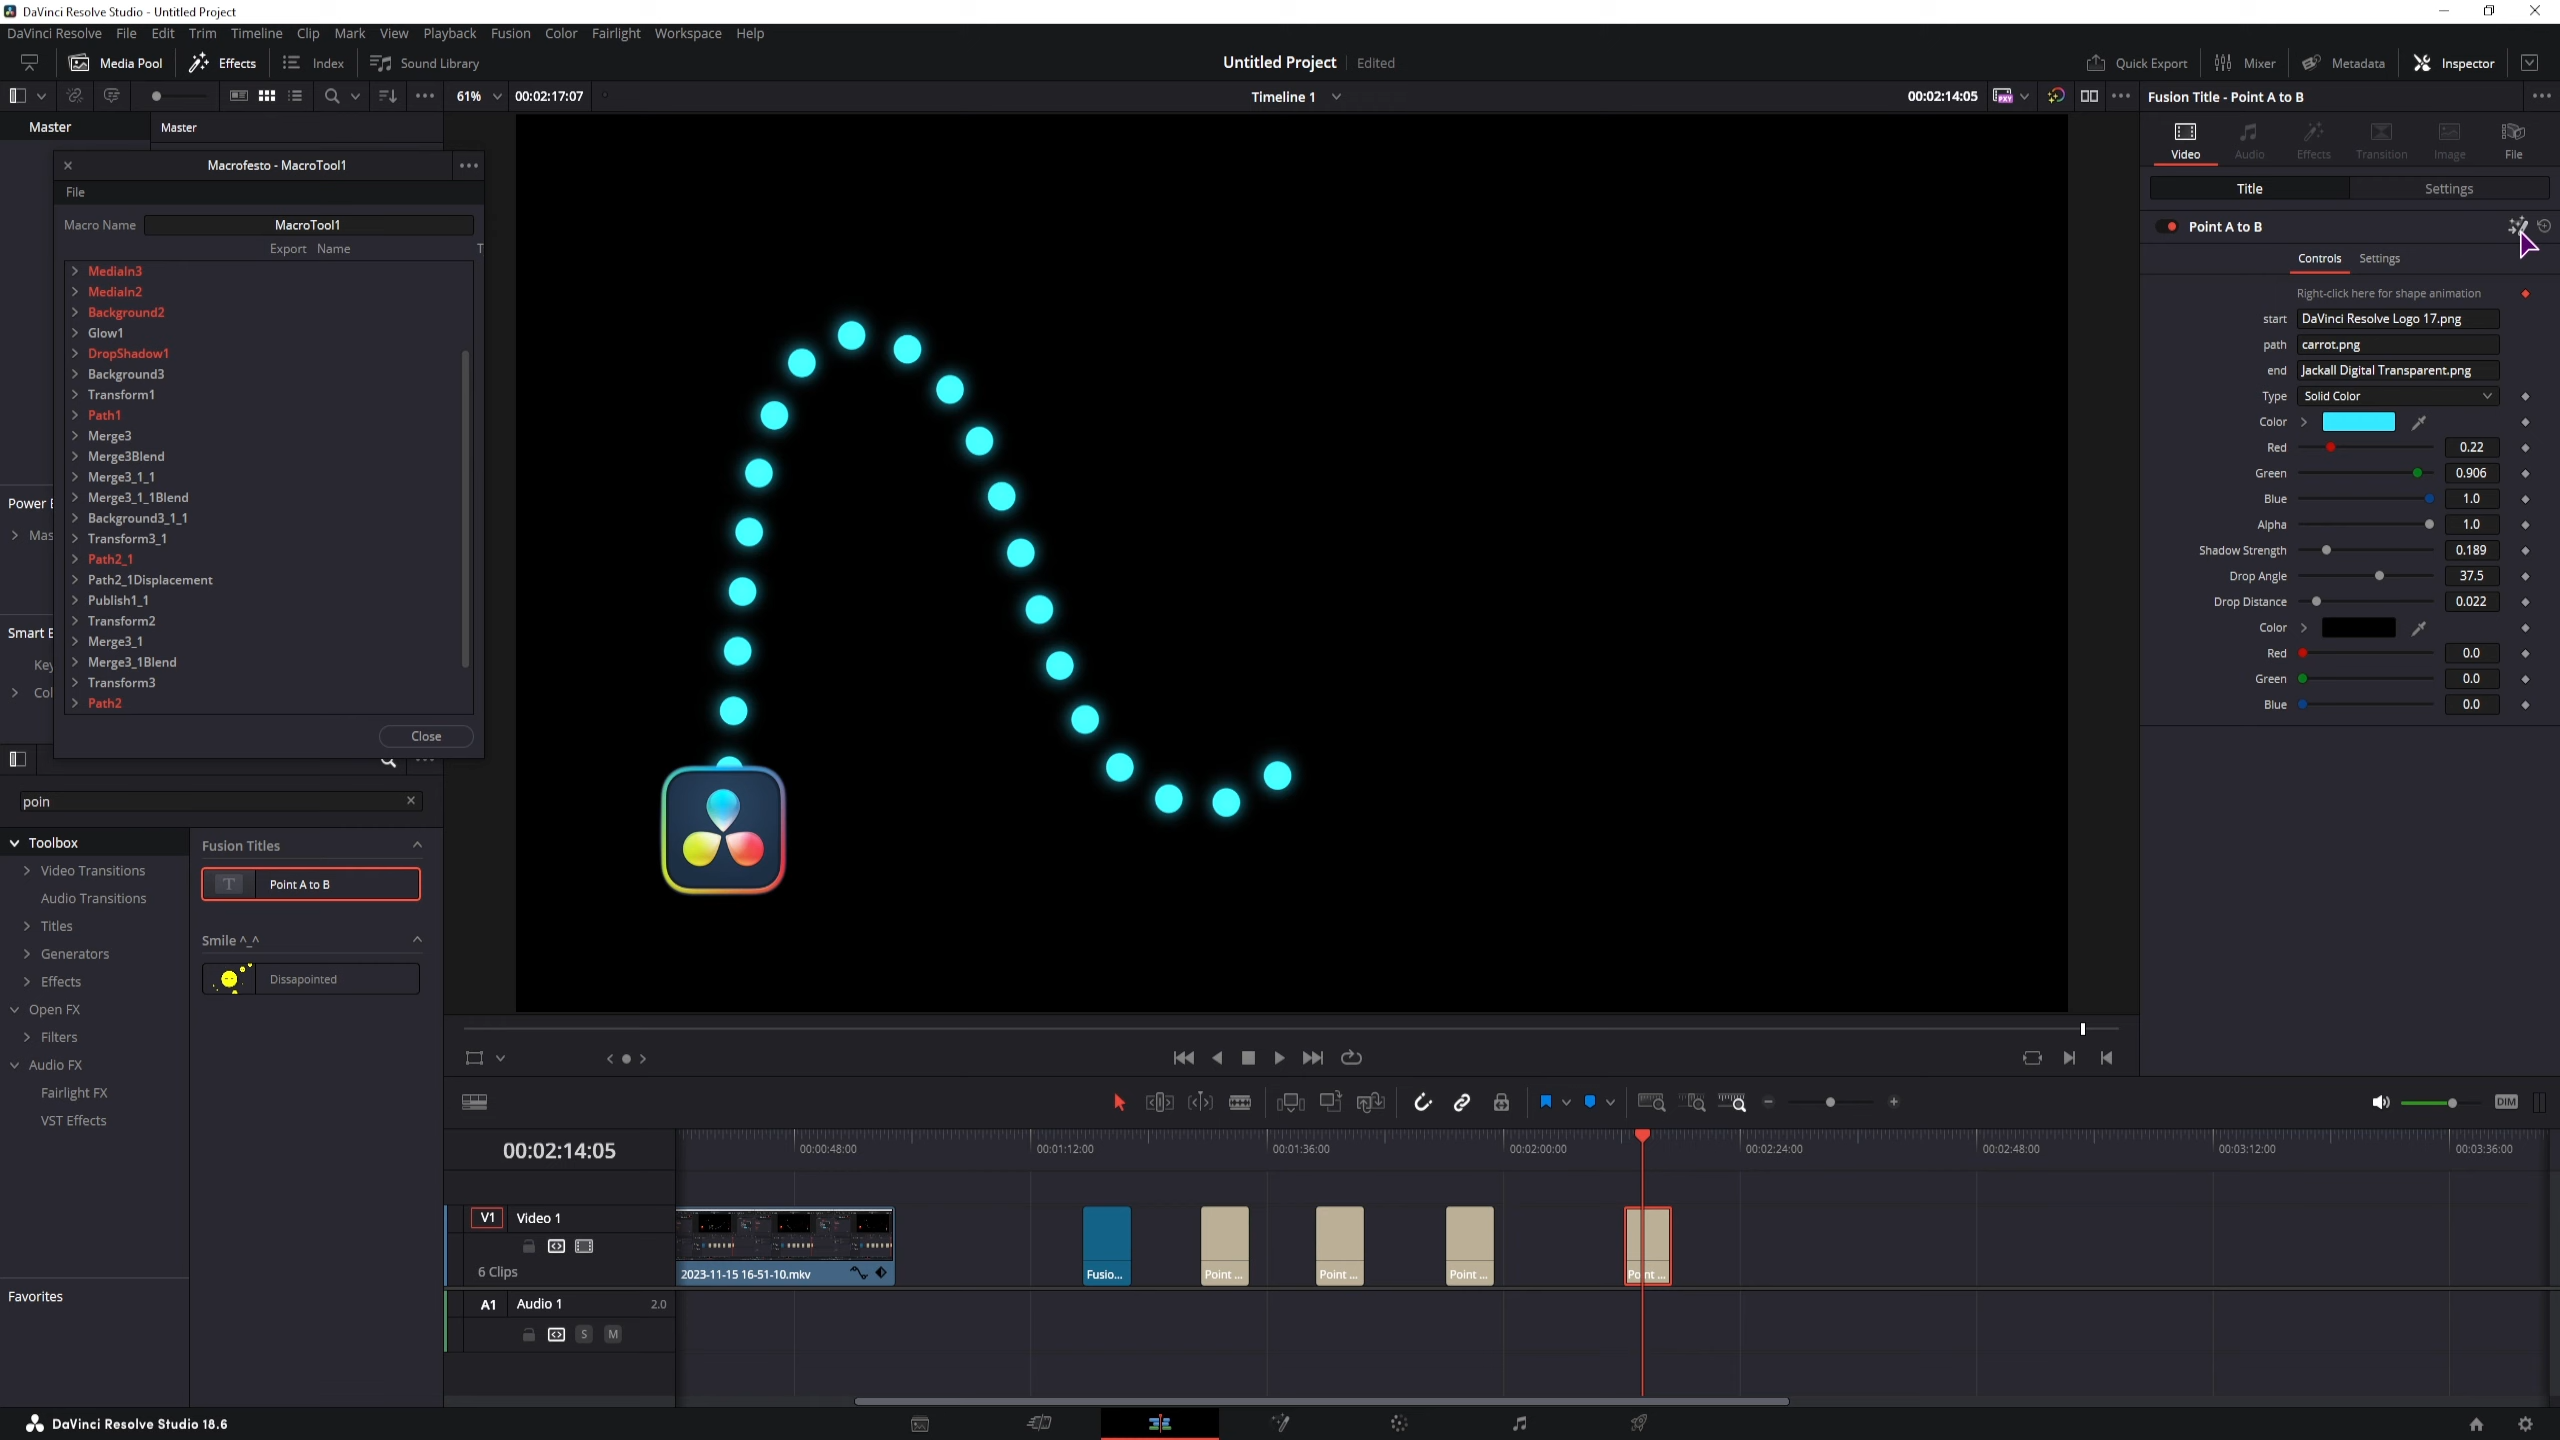 DaVinci Resolve Studio - Untitled Project
DaVinci Resolve File Edit Trim Timeline Clip Mark View Playback Fusion Color Fairlight Workspace Help
Media Pool Effects Index Sound Library Untitled Project Edited Quick Export Mixer Metadata Inspector
61% 00:02:17:07 Timeline 1 00:02:14:05 Fusion Title - Point A to B
Master Master
Video Audio Effects Transition Image File
Macrofesto - MacroTool1
File
Macro Name MacroTool1
Export Name T
MediaIn3
MediaIn2
Background2
Glow1
DropShadow1
Background3
Transform1
Path1
Merge3
Merge3Blend
Merge3_1_1
Merge3_1_1Blend
Background3_1_1
Transform3_1
Path2_1
Path2_1Displacement
Publish1_1
Transform2
Merge3_1
Merge3_1Blend
Transform3
Path2
Close
Power
Mas
Smart
Key
Col
Title Settings
Point A to B
Controls Settings
Right-click here for shape animation
start DaVinci Resolve Logo 17.png
path carrot.png
end Jackall Digital Transparent.png
Type Solid Color
Color
Red 0.22
Green 0.906
Blue 1.0
Alpha 1.0
Shadow Strength 0.189
Drop Angle 37.5
Drop Distance 0.022
Color
Red 0.0
Green 0.0
Blue 0.0
poin
Toolbox
Video Transitions
Audio Transitions
Titles
Generators
Effects
Open FX
Filters
Audio FX
Fairlight FX
VST Effects
Favorites
Fusion Titles
T Point A to B
Smile ^_^
Dissapointed
DIM
00:02:14:05 00:00:48:00 00:01:12:00 00:01:36:00 00:02:00:00 00:02:24:00 00:02:48:00 00:03:12:00 00:03:36:00
V1 Video 1
6 Clips
2023-11-15 16-51-10.mkv Fusio... Point ... Point ... Point ... Point ...
A1 Audio 1 2.0
S M
DaVinci Resolve Studio 18.6